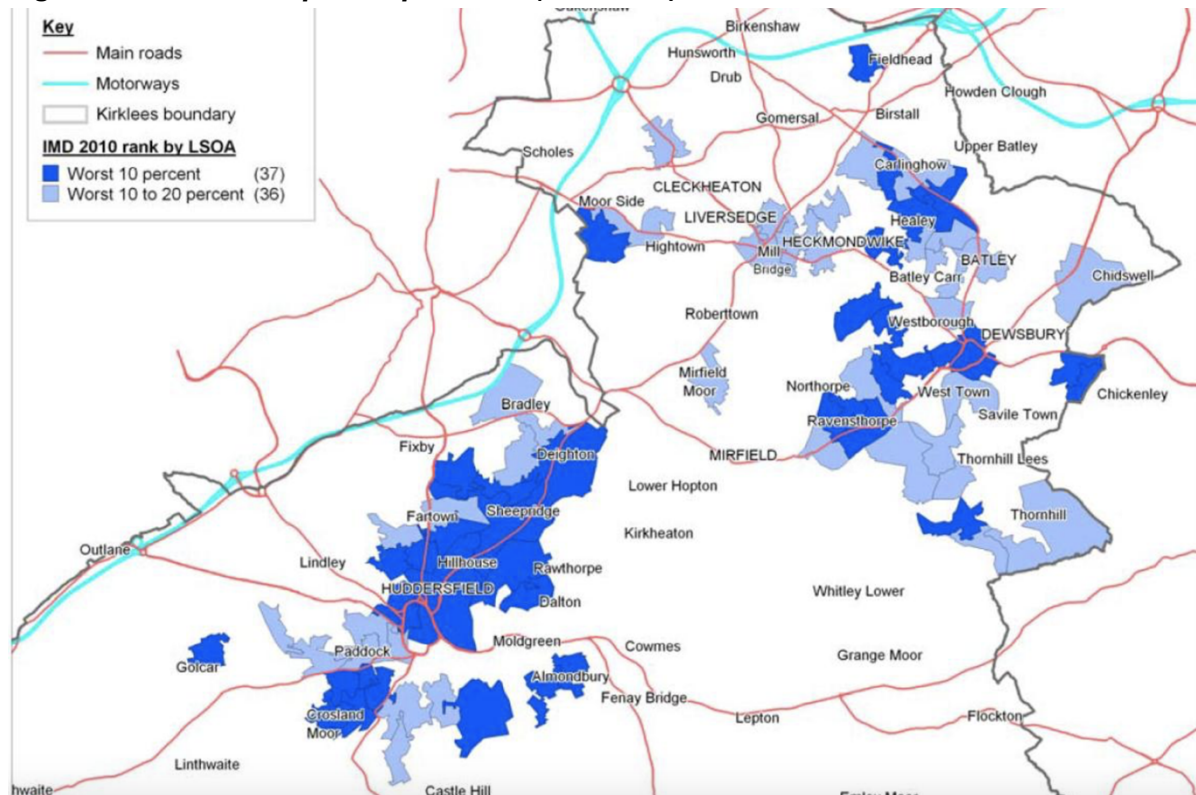 Key
Main roads
Motorways
Kirklees boundary
IMD 2010 rank by LSOA
Worst 10 percent (37)
Worst 10 to 20 percent (36)
Birkenshaw
Hunsworth
Fieldhead
Drub
Howden Clough
Gomersal
Birstall
Scholes
Upper Batley
Carlinghow
CLECKHEATON
Moor Side
LIVERSEDGE
Healey
Hightown
HECKMONDWIKE
Mill
Bridge
BATLEY
Batley Carr
Chidswell
Roberttown
Westborough
DEWSBURY
Mirfield
Moor
Northorpe
West Town
Chickenley
Bradley
Savile Town
Ravensthorpe
Fixby
Deighton
MIRFIELD
Thornhill Lees
Lower Hopton
Fartown
Sheepridge
Thornhill
Kirkheaton
Outlane
Lindley
Hillhouse
Rawthorpe
HUDDERSFIELD
Dalton
Whitley Lower
Paddock
Moldgreen
Cowmes
Grange Moor
Golcar
Almondbury
Fenay Bridge
Crosland
Moor
Lepton
Flockton
Linthwaite
hwaite
Castle Hill